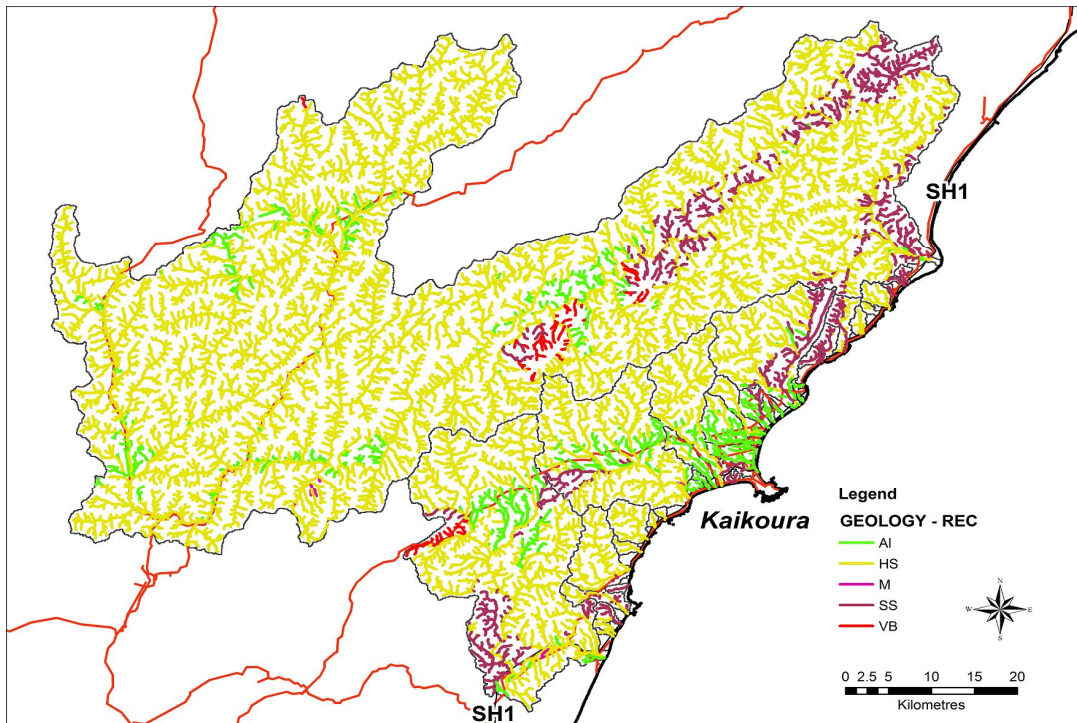 SH1
Kaikoura
Legend
GEOLOGY - REC
Al
HS
M
SS
VB
N
W E
S
0 2.5 5 10 15 20
Kilometres
SH1